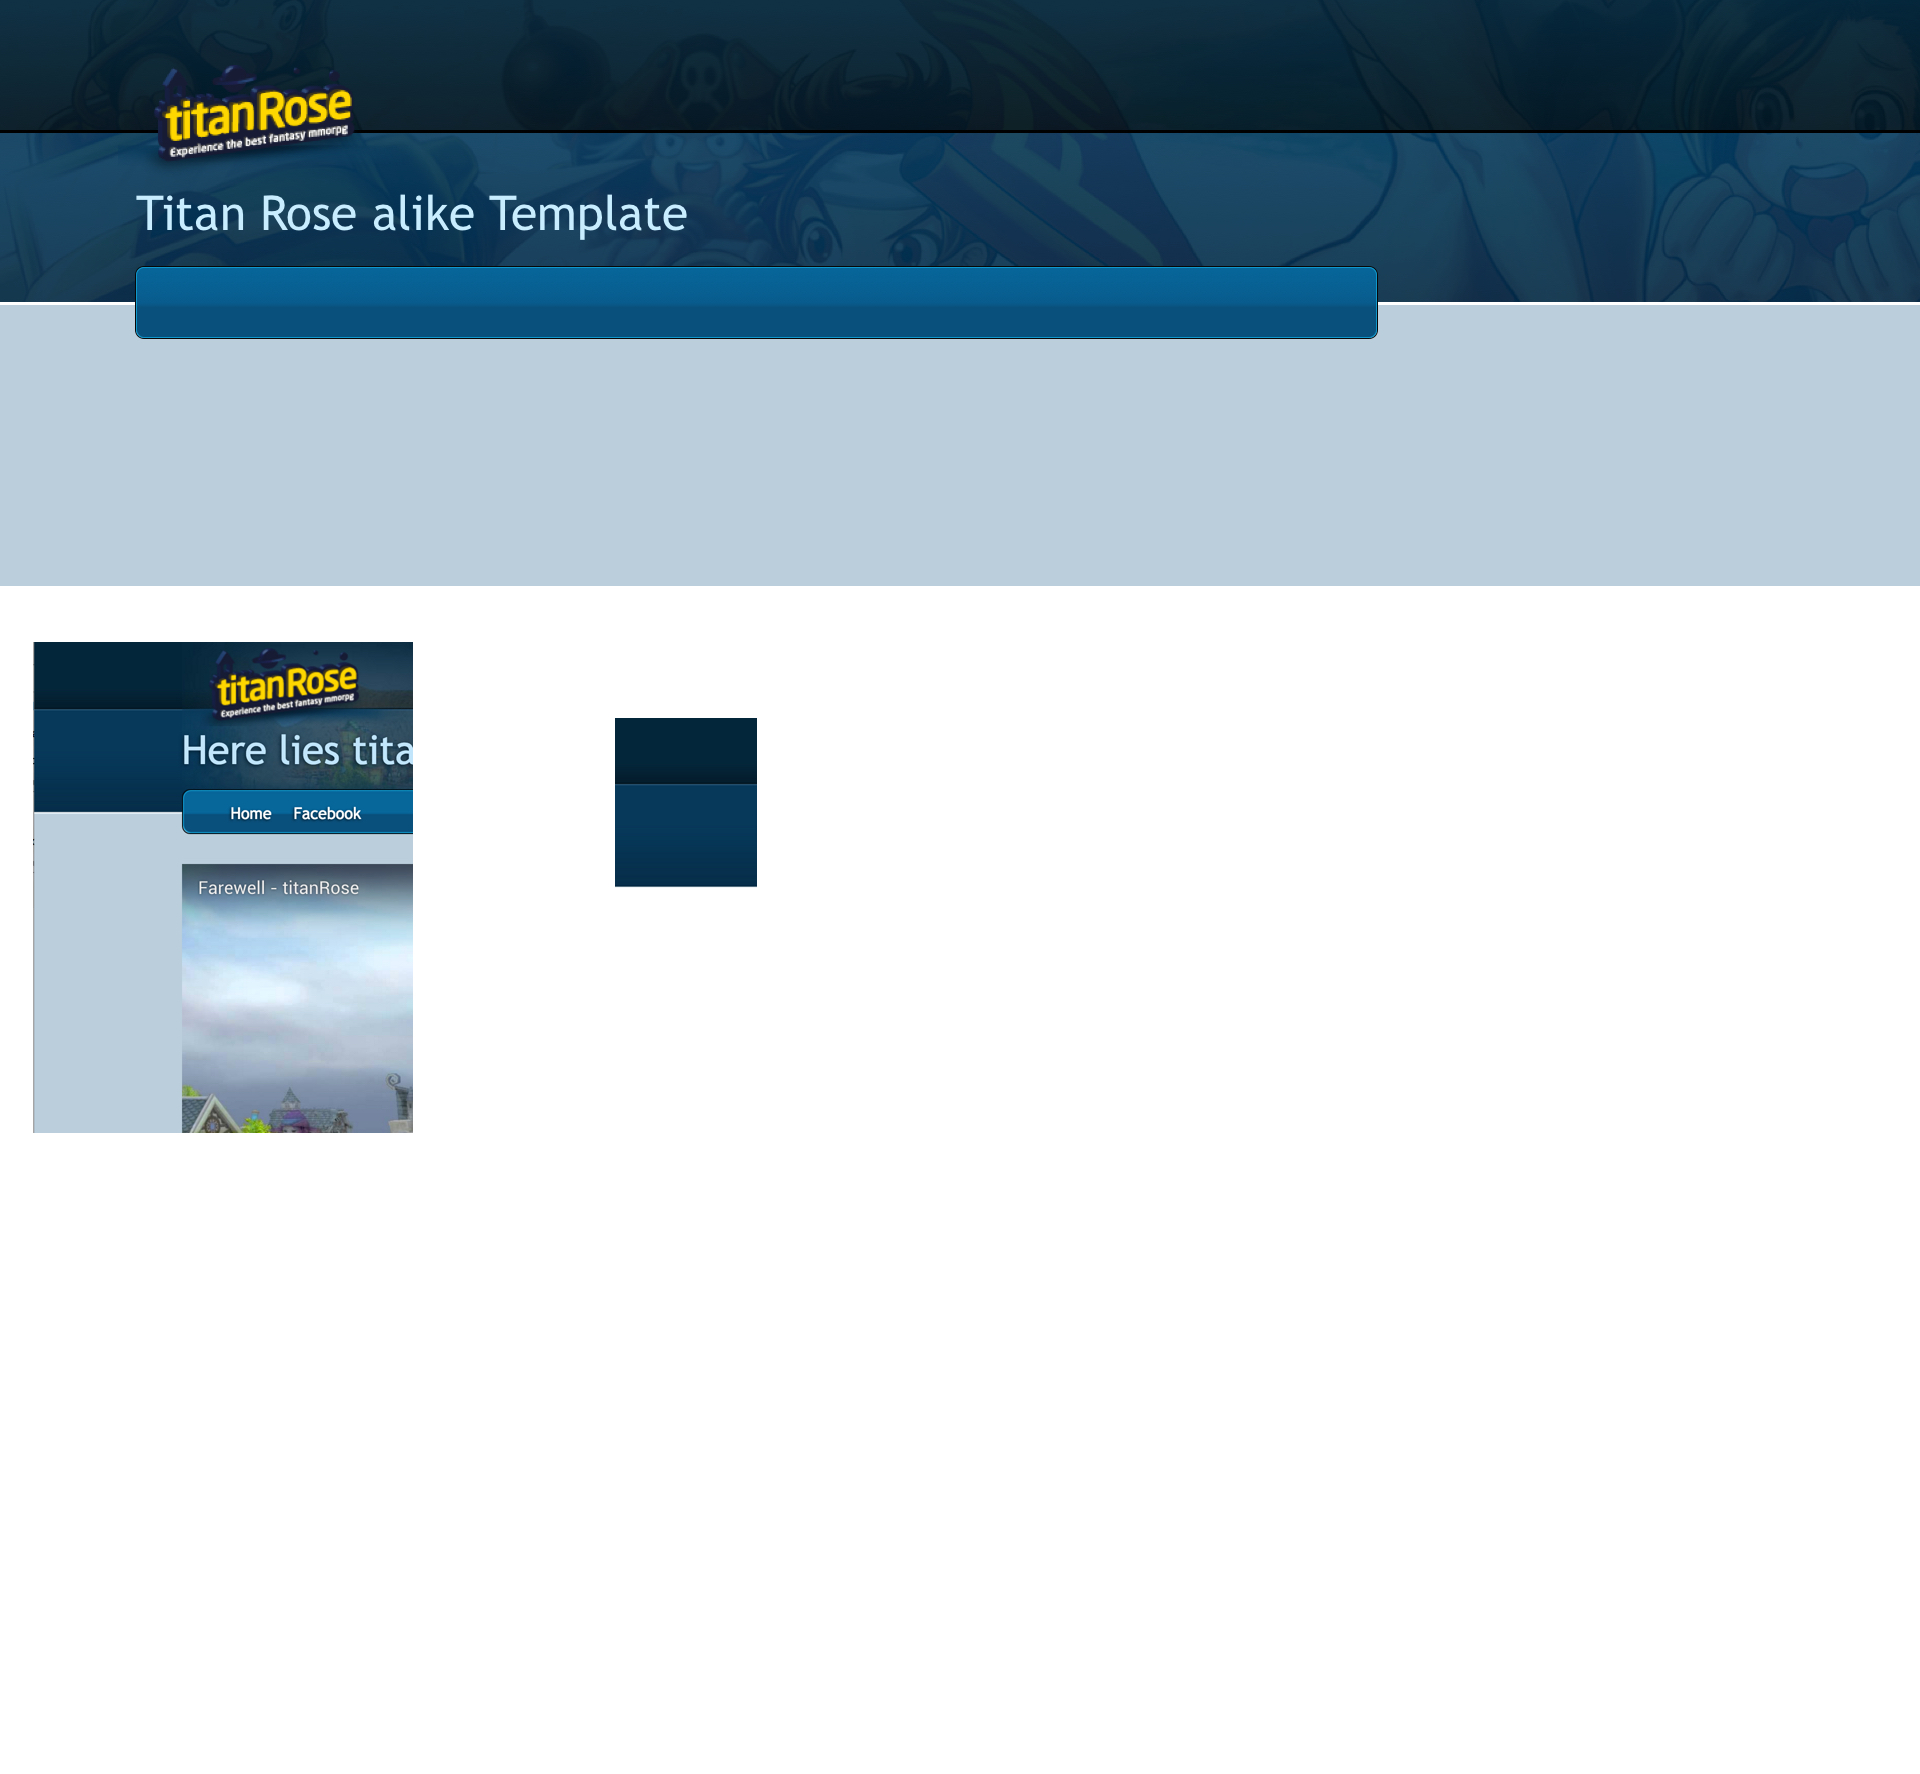 titanRose
Experience the best fantasy mmorpg
Titan Rose alike Template
titanRose
Experience the best fantasy mmorpg
Here lies tita
Home Facebook
Farewell - titanRose